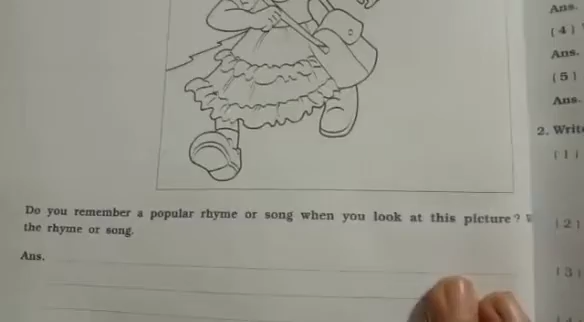 Do you remember a popular rhyme or song when you look at this picture?
the rhyme or song.
Ans.
Ans.
( 4 )
Ans.
( 5 )
Ans.
2. Writ
( 1 )
( 2 )
( 3 )